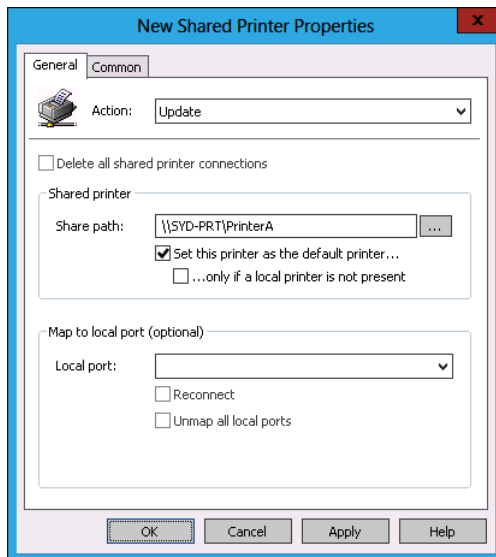 New Shared Printer Properties
x
General Common
Action: Update
Delete all shared printer connections
Shared printer
Share path: \\SYD-PRT\PrinterA ...
Set this printer as the default printer...
...only if a local printer is not present
Map to local port (optional)
Local port:
Reconnect
Unmap all local ports
OK Cancel Apply Help